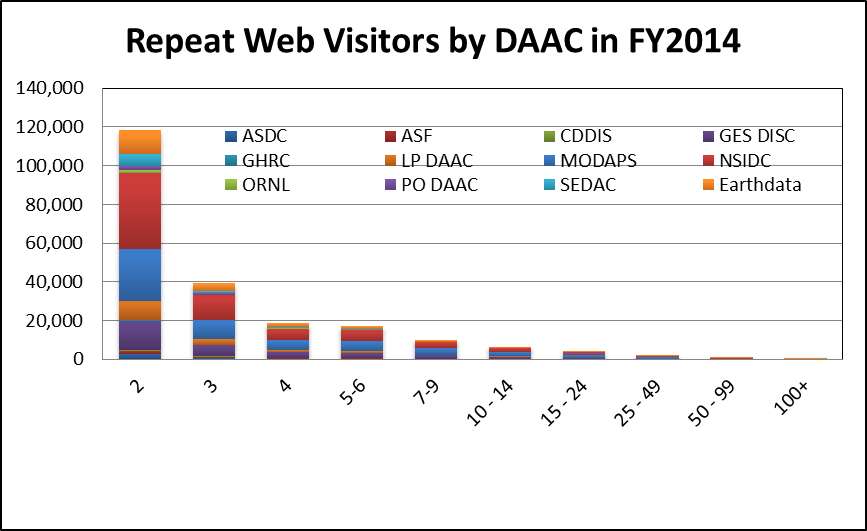 Repeat Web Visitors by DAAC in FY2014
140,000
120,000
100,000
80,000
60,000
40,000
20,000
0
ASDC ASF CDDIS GES DISC
GHRC LP DAAC MODAPS NSIDC
ORNL PO DAAC SEDAC Earthdata
2 3 4 5-6 7-9 10 - 14 15 - 24 25 - 49 50 - 99 100+